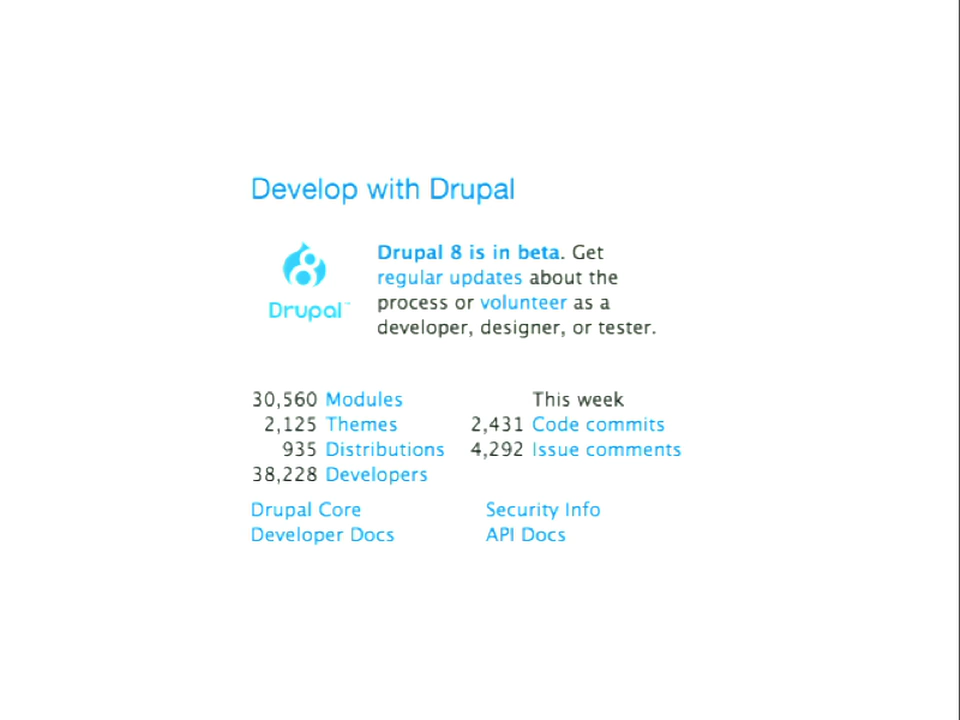 Develop with Drupal
Drupal™
Drupal 8 is in beta. Get
regular updates about the
process or volunteer as a
developer, designer, or tester.
30,560 Modules
2,125 Themes
935 Distributions
38,228 Developers
This week
2,431 Code commits
4,292 Issue comments
Drupal Core
Developer Docs
Security Info
API Docs